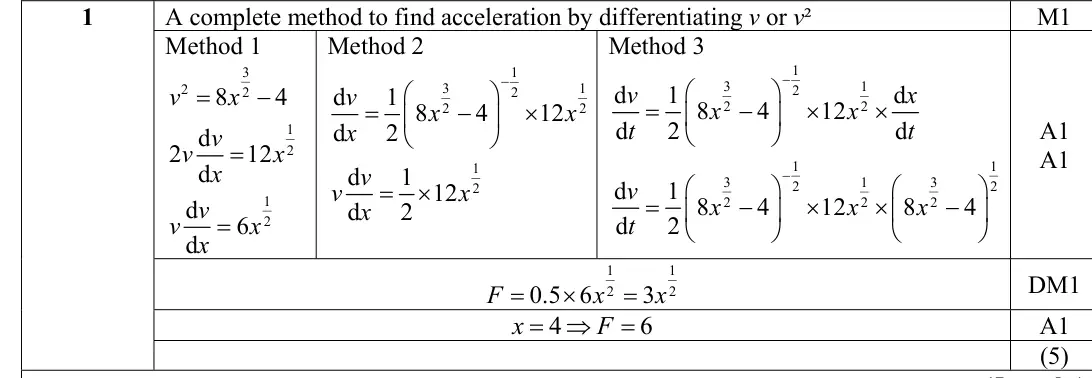 1 A complete method to find acceleration by differentiating v or v² M1
Method 1
v² = 8x^(3/2) − 4
2v dv/dx = 12x^(1/2)
v dv/dx = 6x^(1/2)
Method 2
dv/dx = 1/2 (8x^(3/2) − 4)^(−1/2) × 12x^(1/2)
v dv/dx = 1/2 × 12x^(1/2)
Method 3
dv/dt = 1/2 (8x^(3/2) − 4)^(−1/2) × 12x^(1/2) × dx/dt
dv/dt = 1/2 (8x^(3/2) − 4)^(−1/2) × 12x^(1/2) × (8x^(3/2) − 4)^(1/2)
A1
A1
F = 0.5 × 6x^(1/2) = 3x^(1/2) DM1
x = 4 ⇒ F = 6 A1
(5)